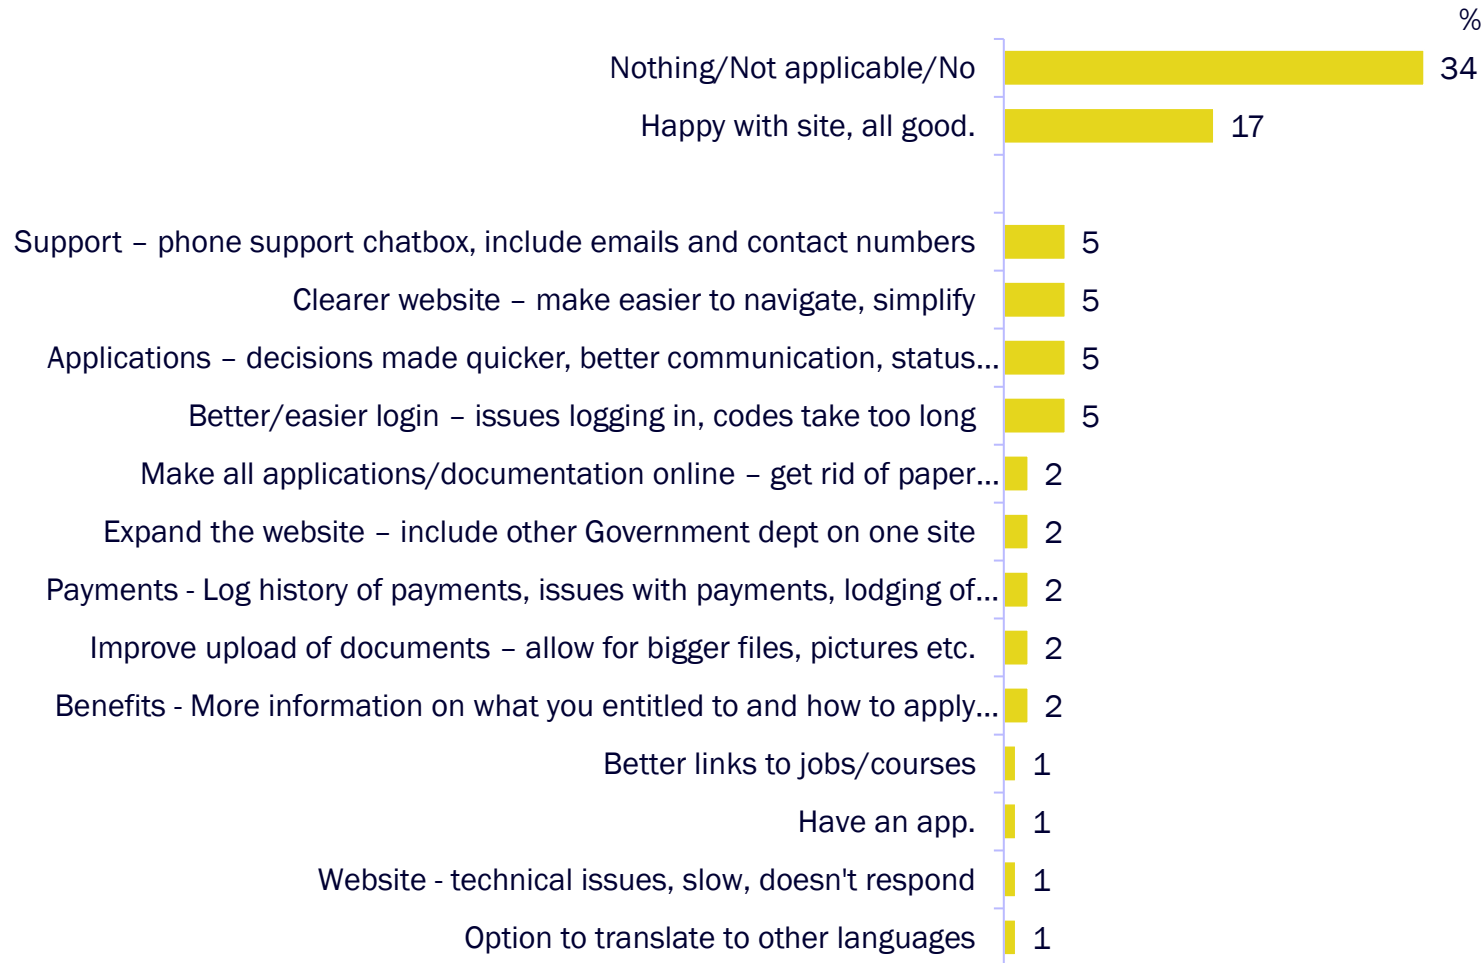 %
Nothing/Not applicable/No 34
Happy with site, all good. 17
Support – phone support chatbox, include emails and contact numbers 5
Clearer website – make easier to navigate, simplify 5
Applications – decisions made quicker, better communication, status... 5
Better/easier login – issues logging in, codes take too long 5
Make all applications/documentation online – get rid of paper... 2
Expand the website – include other Government dept on one site 2
Payments - Log history of payments, issues with payments, lodging of... 2
Improve upload of documents – allow for bigger files, pictures etc. 2
Benefits - More information on what you entitled to and how to apply... 2
Better links to jobs/courses 1
Have an app. 1
Website - technical issues, slow, doesn't respond 1
Option to translate to other languages 1